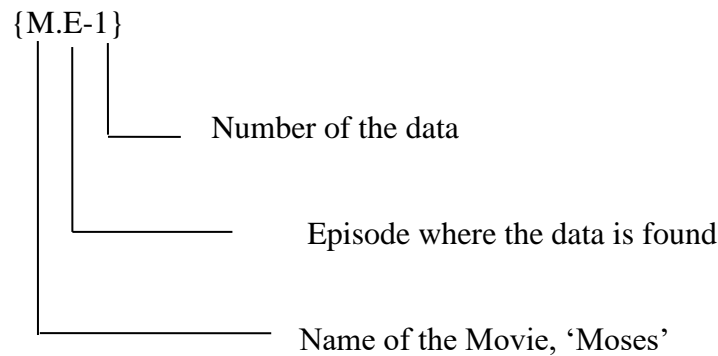 {M.E-1}
Number of the data
Episode where the data is found
Name of the Movie, ‘Moses’